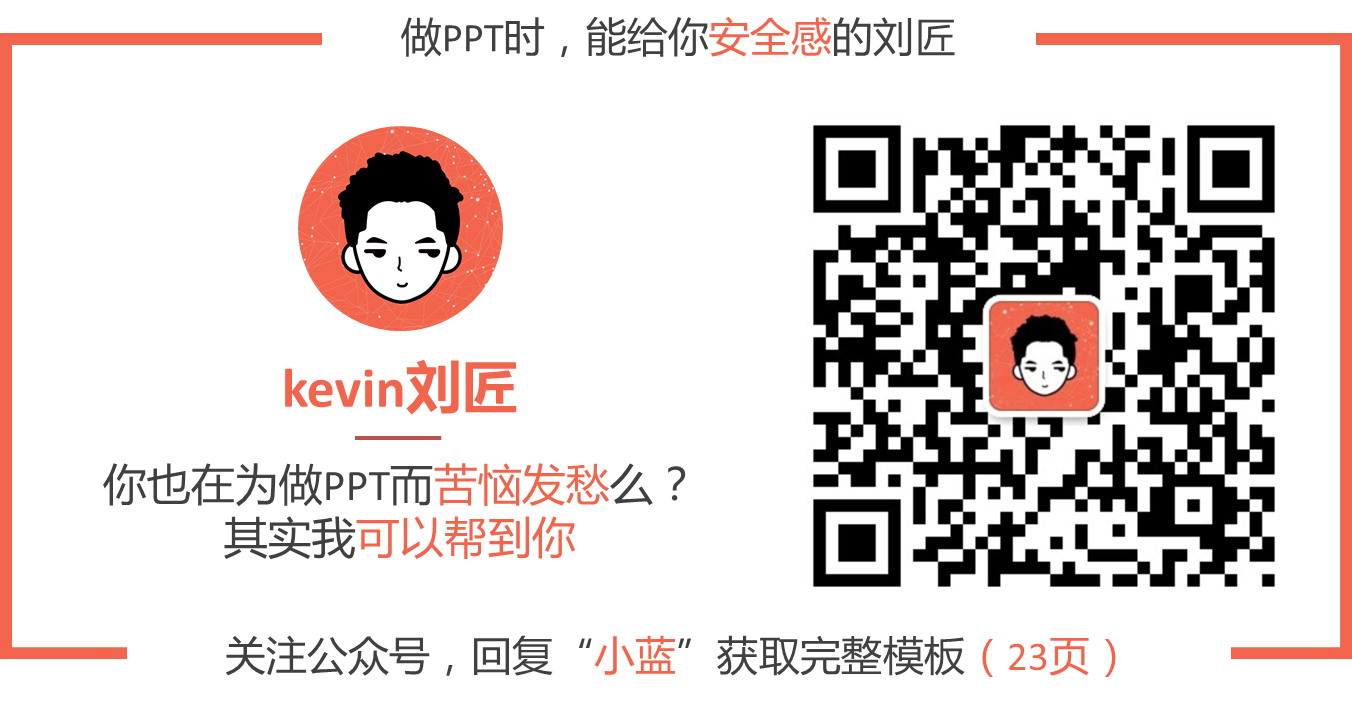 做PPT时，能给你安全感的刘匠
kevin刘匠
你也在为做PPT而苦恼发愁么？
其实我可以帮到你
关注公众号，回复“小蓝”获取完整模板（23页）